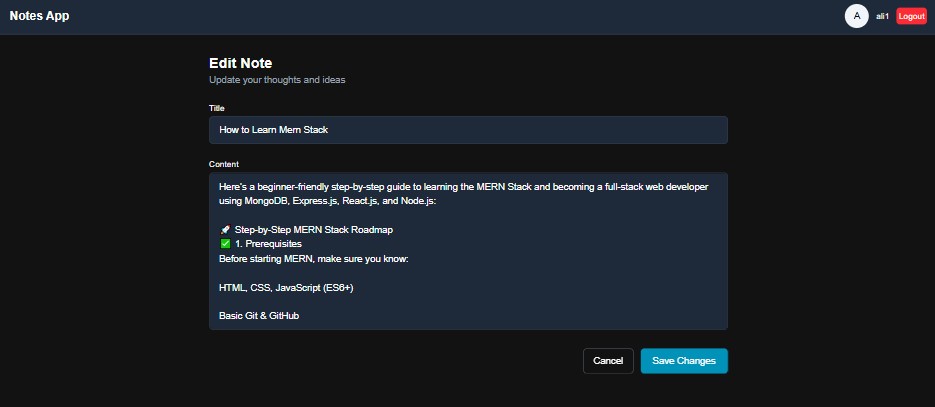 Notes App
A
ali1
Logout
Edit Note
Update your thoughts and ideas
Title
How to Learn Mern Stack
Content
Here's a beginner-friendly step-by-step guide to learning the MERN Stack and becoming a full-stack web developer
using MongoDB, Express.js, React.js, and Node.js:
🚀 Step-by-Step MERN Stack Roadmap
✅ 1. Prerequisites
Before starting MERN, make sure you know:
HTML, CSS, JavaScript (ES6+)
Basic Git & GitHub
Cancel
Save Changes